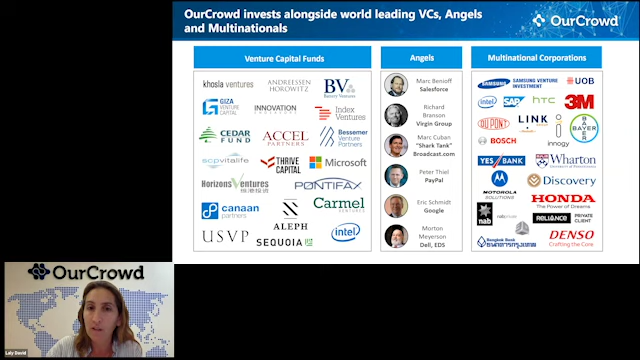 OurCrowd invests alongside world leading VCs, Angels
and Multinationals
OurCrowd
Venture Capital Funds
khosla ventures
ANDREESSEN
HOROWITZ
BV
Battery Ventures
GIZA
VENTURE
CAPITAL
INNOVATION
Index
Ventures
CEDAR
FUND
ACCEL
PARTNERS
Bessemer
Venture
Partners
scpvitalife
THRIVE
CAPITAL
Microsoft
Horizons Ventures
PONTIFAX
canaan
partners
ALEPH
Carmel
VENTURES
USVP
SEQUOIA
intel
Angels
Marc Benioff
Salesforce
Richard
Branson
Virgin Group
Marc Cuban
"Shark Tank"
Broadcast.com
Peter Thiel
PayPal
Eric Schmidt
Google
Morton
Meyerson
Dell, EDS
Multinational Corporations
SAMSUNG
SAMSUNG VENTURE
INVESTMENT
UOB
intel
SAP
hTC
3M
DU PONT
LINK
innogy
BAYER
BOSCH
YES BANK
Wharton
MOTOROLA
SOLUTIONS
Discovery
HONDA
The Power of Dreams
nab
RELIANCE
PRIVATE
CLIENT
Bangkok Bank
DENSO
Crafting the Core
OurCrowd
Laly David